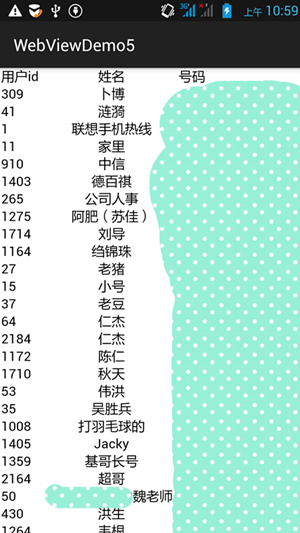 3G 上午 10:59
WebViewDemo5
用户id 姓名 号码
309 卜博
41 涟漪
1 联想手机热线
11 家里
910 中信
1403 德百祺
265 公司人事
1275 阿肥（苏佳）
1714 刘导
1164 绉锦珠
27 老猪
15 小号
37 老豆
64 仁杰
2184 仁杰
1172 陈仁
1710 秋天
53 伟洪
35 吴胜兵
1008 打羽毛球的
1405 Jacky
1359 基哥长号
2164 超哥
50 魏老师
430 洪生
1264 韦根